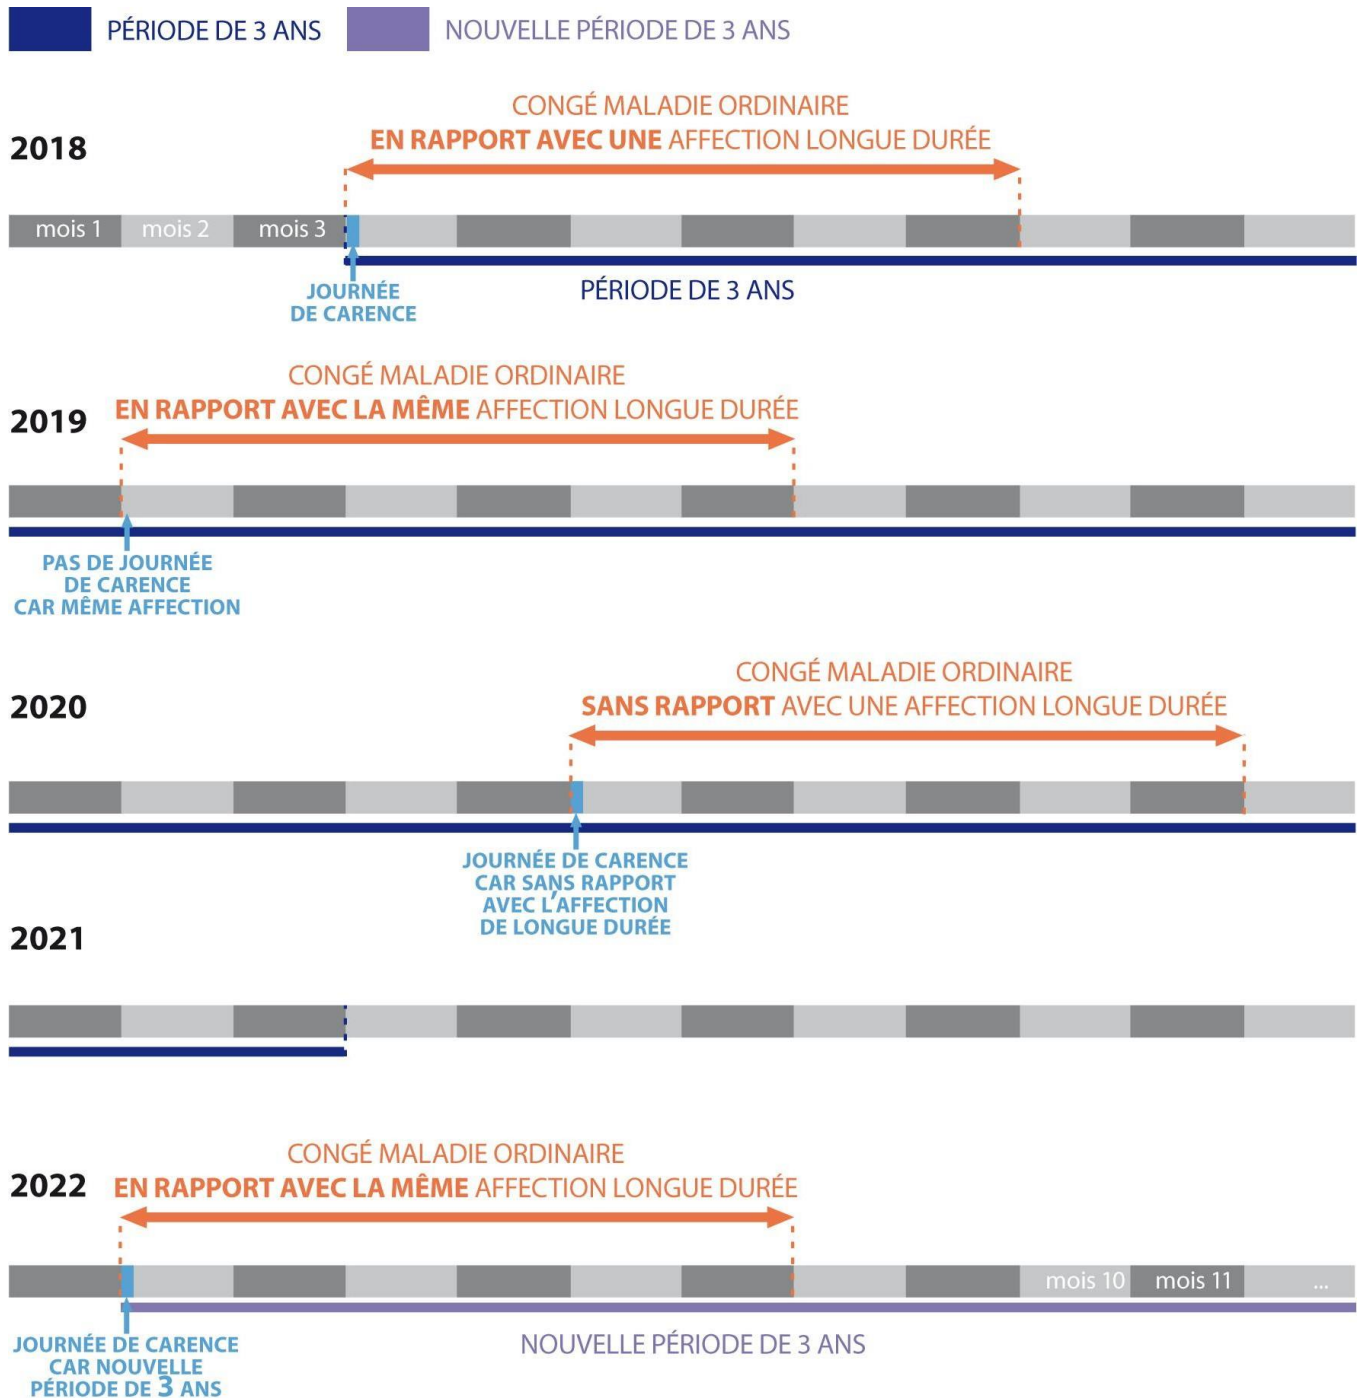 PÉRIODE DE 3 ANS
NOUVELLE PÉRIODE DE 3 ANS
2018
CONGÉ MALADIE ORDINAIRE
EN RAPPORT AVEC UNE AFFECTION LONGUE DURÉE
mois 1
mois 2
mois 3
JOURNÉE
DE CARENCE
PÉRIODE DE 3 ANS
2019
CONGÉ MALADIE ORDINAIRE
EN RAPPORT AVEC LA MÊME AFFECTION LONGUE DURÉE
PAS DE JOURNÉE
DE CARENCE
CAR MÊME AFFECTION
2020
CONGÉ MALADIE ORDINAIRE
SANS RAPPORT AVEC UNE AFFECTION LONGUE DURÉE
JOURNÉE DE CARENCE
CAR SANS RAPPORT
AVEC L'AFFECTION
DE LONGUE DURÉE
2021
2022
CONGÉ MALADIE ORDINAIRE
EN RAPPORT AVEC LA MÊME AFFECTION LONGUE DURÉE
mois 10
mois 11
...
JOURNÉE DE CARENCE
CAR NOUVELLE
PÉRIODE DE 3 ANS
NOUVELLE PÉRIODE DE 3 ANS